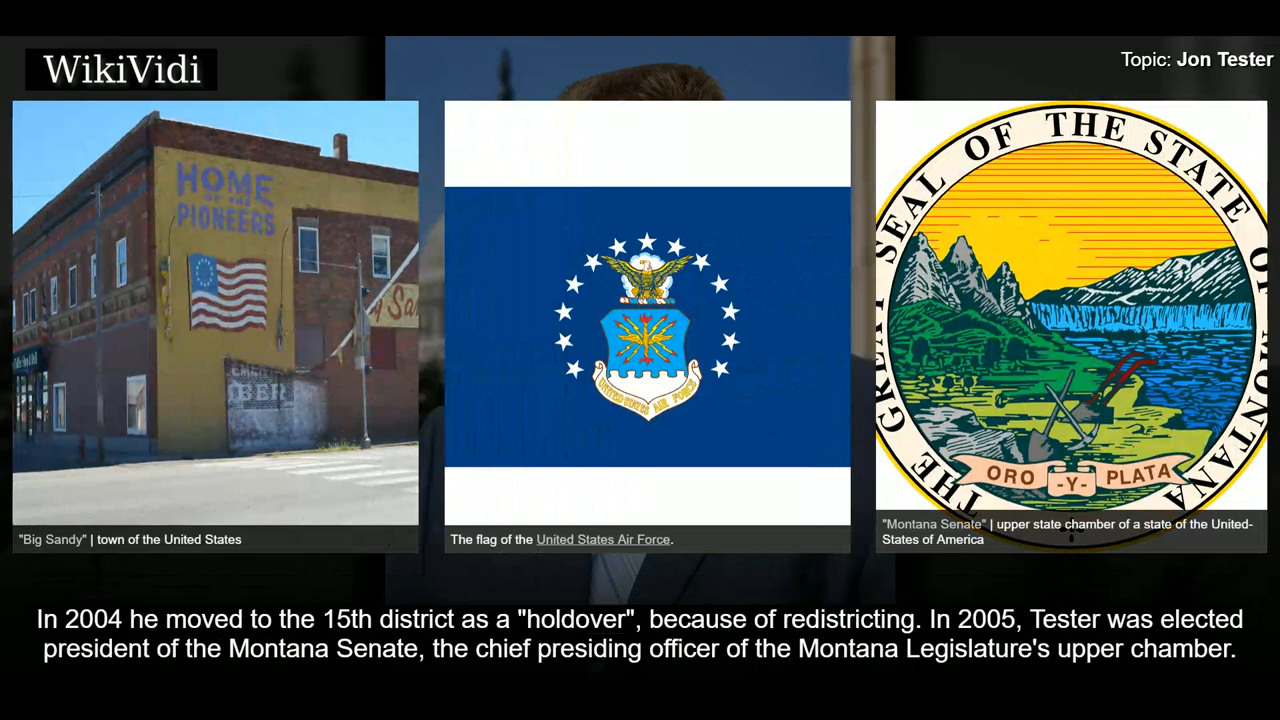 WikiVidi
Topic: Jon Tester
HOME
OF THE
PIONEERS
UNITED STATES AIR FORCE
THE GREAT SEAL OF THE STATE OF MONTANA
ORO -Y- PLATA
"Big Sandy" | town of the United States
The flag of the United States Air Force.
"Montana Senate" | upper state chamber of a state of the United-
States of America
In 2004 he moved to the 15th district as a "holdover", because of redistricting. In 2005, Tester was elected
president of the Montana Senate, the chief presiding officer of the Montana Legislature's upper chamber.